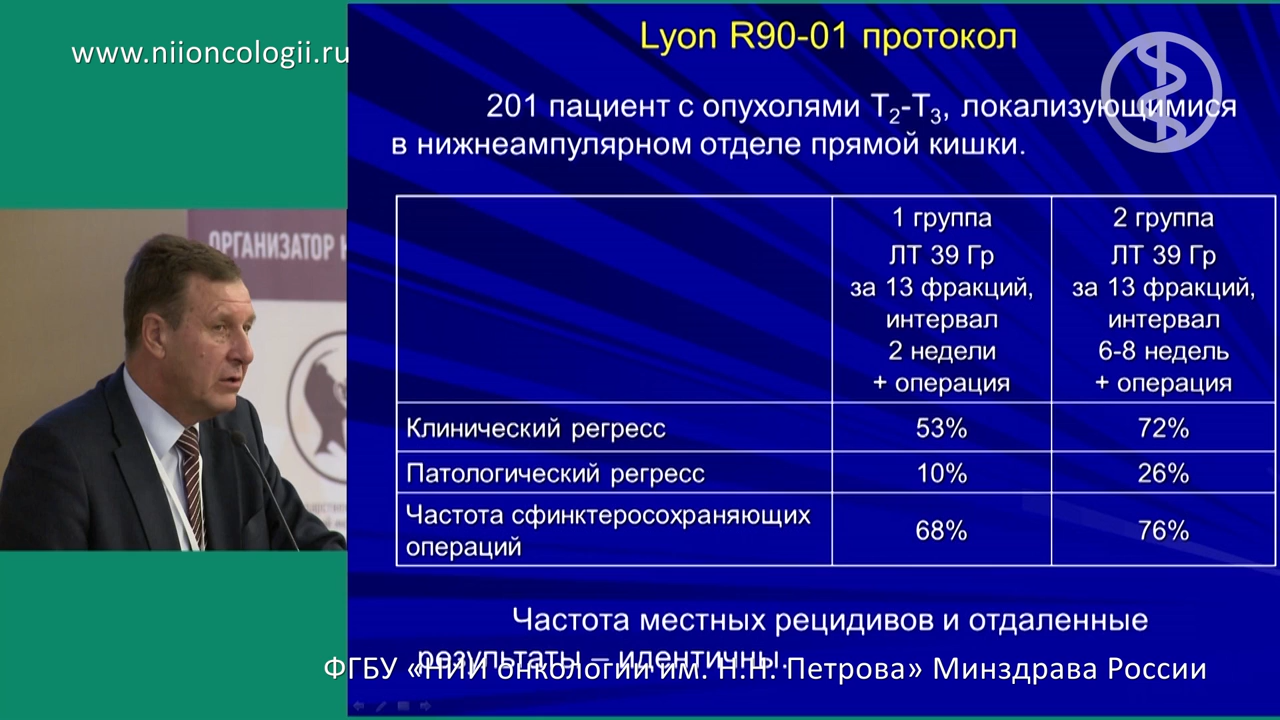 www.niioncologii.ru
Lyon R90-01 протокол
201 пациент с опухолями T2-T3, локализующимися
в нижнеампулярном отделе прямой кишки.
ОРГАНИЗАТОР
1 группа
ЛТ 39 Гр
за 13 фракций,
интервал
2 недели
+ операция
2 группа
ЛТ 39 Гр
за 13 фракций,
интервал
6-8 недель
+ операция
Клинический регресс 53% 72%
Патологический регресс 10% 26%
Частота сфинктеросохраняющих
операций 68% 76%
Частота местных рецидивов и отдаленные
результаты – идентичны.
ФГБУ «НИИ онкологии им. Н.Н. Петрова» Минздрава России